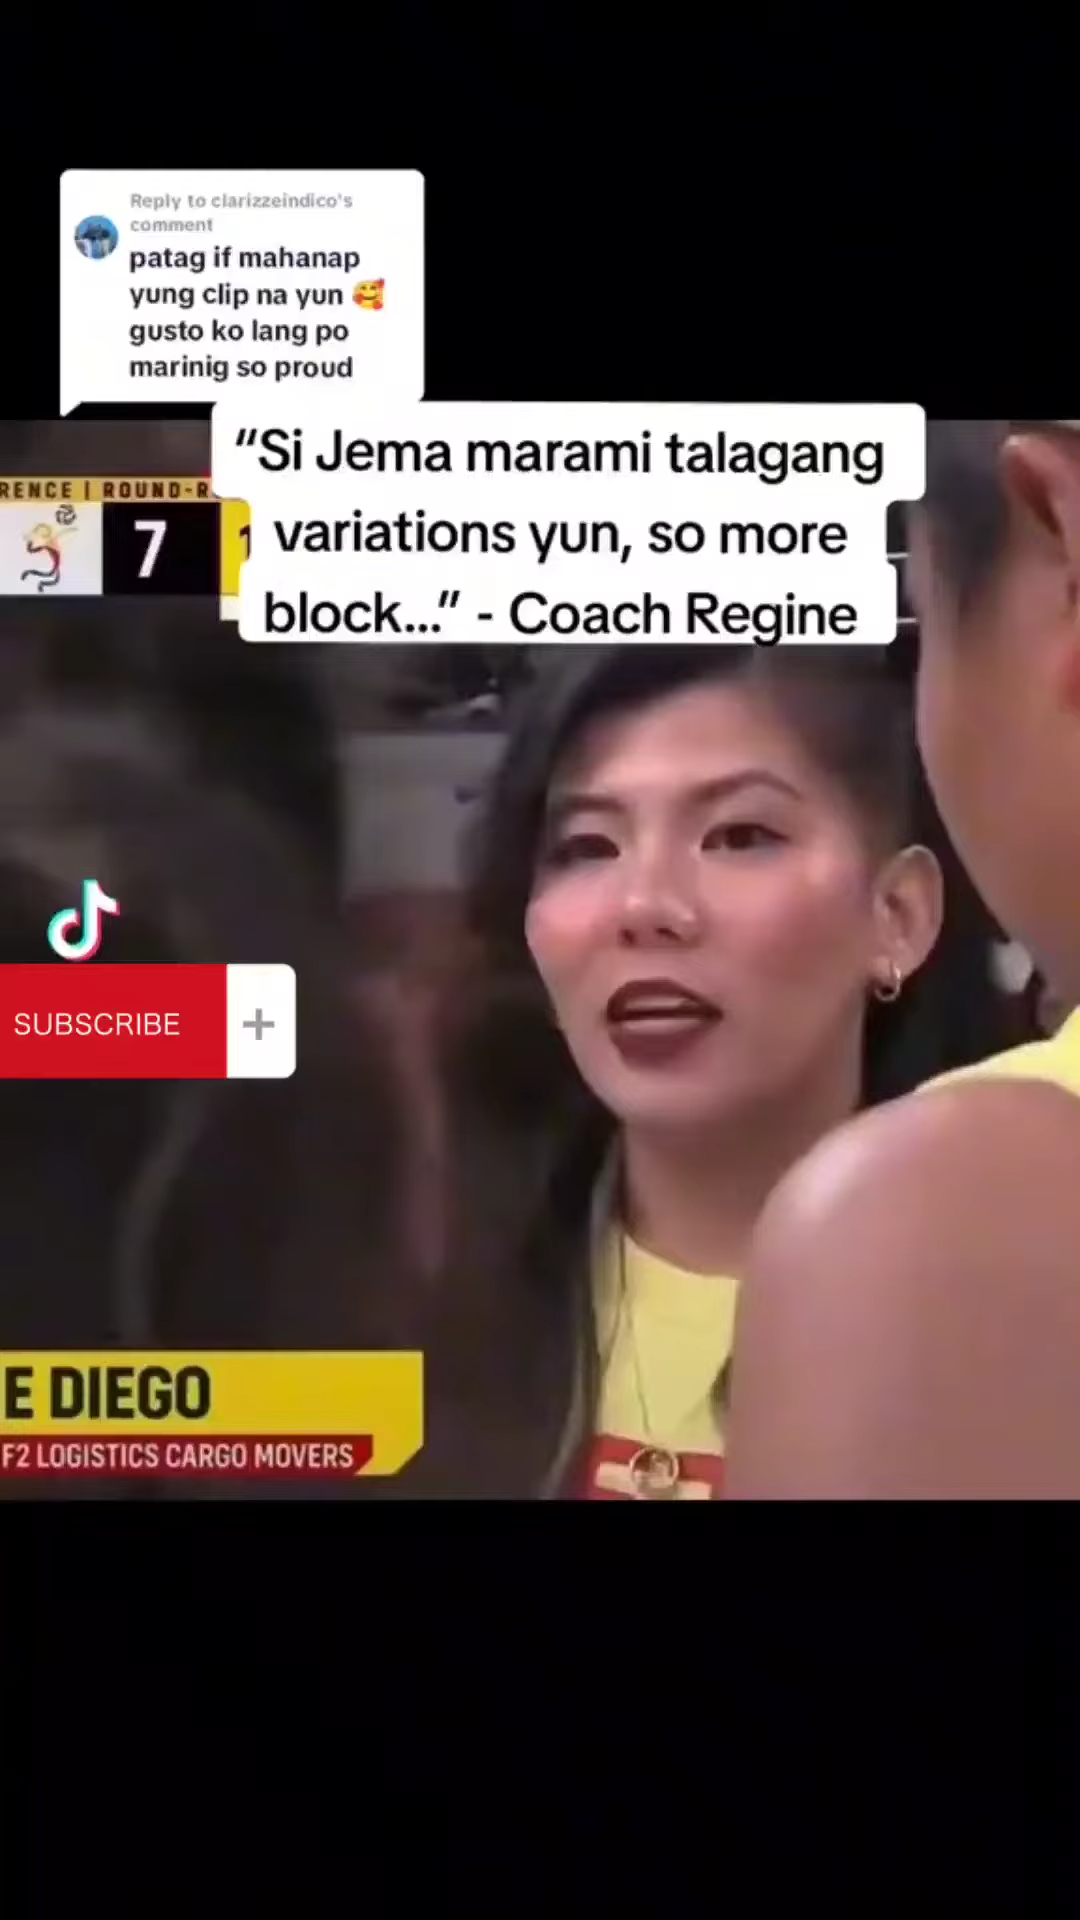 Reply to clarizzeindico's
comment
patag if mahanap
yung clip na yun 🥰
gusto ko lang po
marinig so proud
“Si Jema marami talagang
variations yun, so more
block...” - Coach Regine
RENCE | ROUND-R
7
1
SUBSCRIBE +
E DIEGO
F2 LOGISTICS CARGO MOVERS